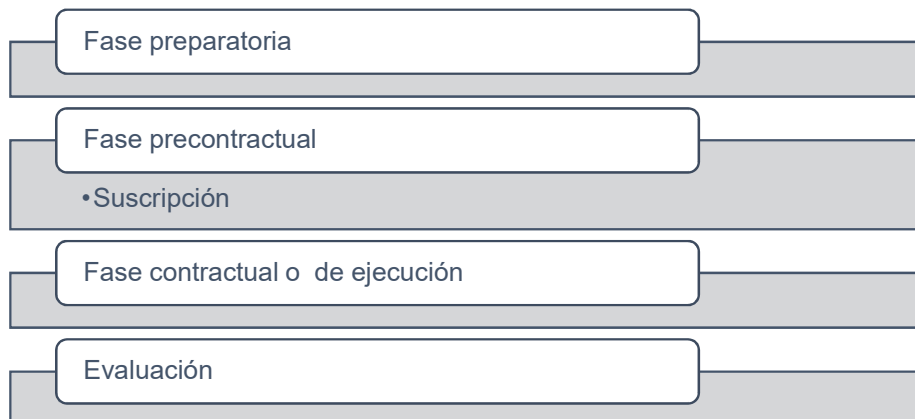 Fase preparatoria
Fase precontractual
•Suscripción
Fase contractual o  de ejecución
Evaluación